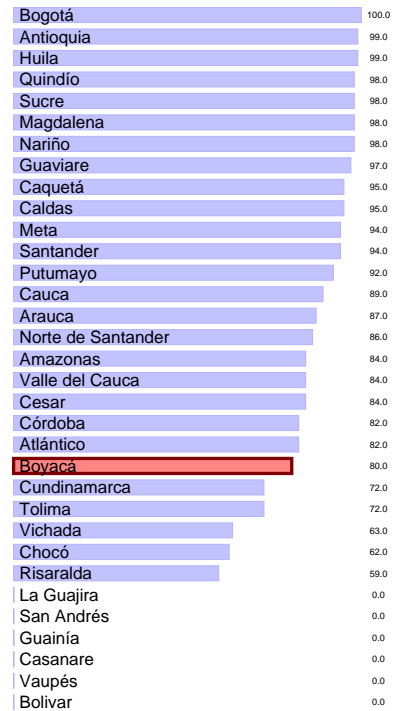 Bogotá 100.0
Antioquia 99.0
Huila 99.0
Quindío 98.0
Sucre 98.0
Magdalena 98.0
Nariño 98.0
Guaviare 97.0
Caquetá 95.0
Caldas 95.0
Meta 94.0
Santander 94.0
Putumayo 92.0
Cauca 89.0
Arauca 87.0
Norte de Santander 86.0
Amazonas 84.0
Valle del Cauca 84.0
Cesar 84.0
Córdoba 82.0
Atlántico 82.0
Boyacá 80.0
Cundinamarca 72.0
Tolima 72.0
Vichada 63.0
Chocó 62.0
Risaralda 59.0
La Guajira 0.0
San Andrés 0.0
Guainía 0.0
Casanare 0.0
Vaupés 0.0
Bolivar 0.0